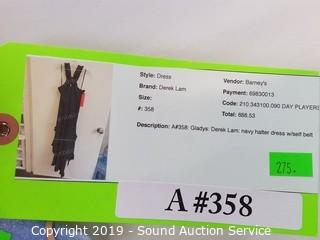 Style: Dress
Brand: Derek Lam
Size:
#: 358
Vendor: Barney's
Payment: 69830013
Code: 210.343100.090 DAY PLAYERS
Total: 686.53
Description: A#358: Gladys: Derek Lam: navy halter dress w/self belt
275.
A #358
Copyright 2019 - Sound Auction Service